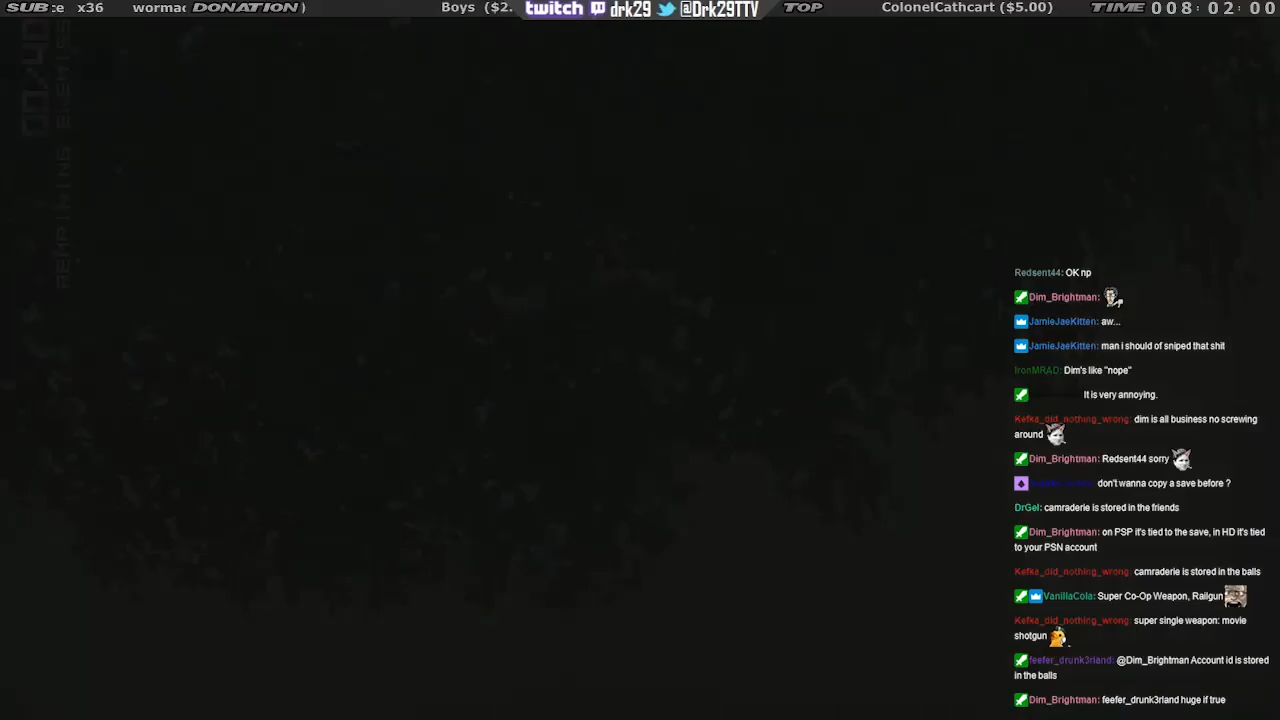 SUB: e x36 wormac DONATION Boys ($2. twitch drk29 @Drk29TTV TOP ColonelCathcart ($5.00) TIME 008:02:00
REMAINING ENEMIES
Redsent44: OK np
Dim_Brightman:
JamieJaeKitten: aw...
JamieJaeKitten: man i should of sniped that shit
IronMRAD: Dim's like "nope"
It is very annoying.
Kefka_did_nothing_wrong: dim is all business no screwing
around
Dim_Brightman: Redsent44 sorry
don't wanna copy a save before ?
DrGel: camraderie is stored in the friends
Dim_Brightman: on PSP it's tied to the save, in HD it's tied
to your PSN account
Kefka_did_nothing_wrong: camraderie is stored in the balls
VanillaCola: Super Co-Op Weapon, Railgun
Kefka_did_nothing_wrong: super single weapon: movie
shotgun
feefer_drunk3rland: @Dim_Brightman Account id is stored
in the balls
Dim_Brightman: feefer_drunk3rland huge if true